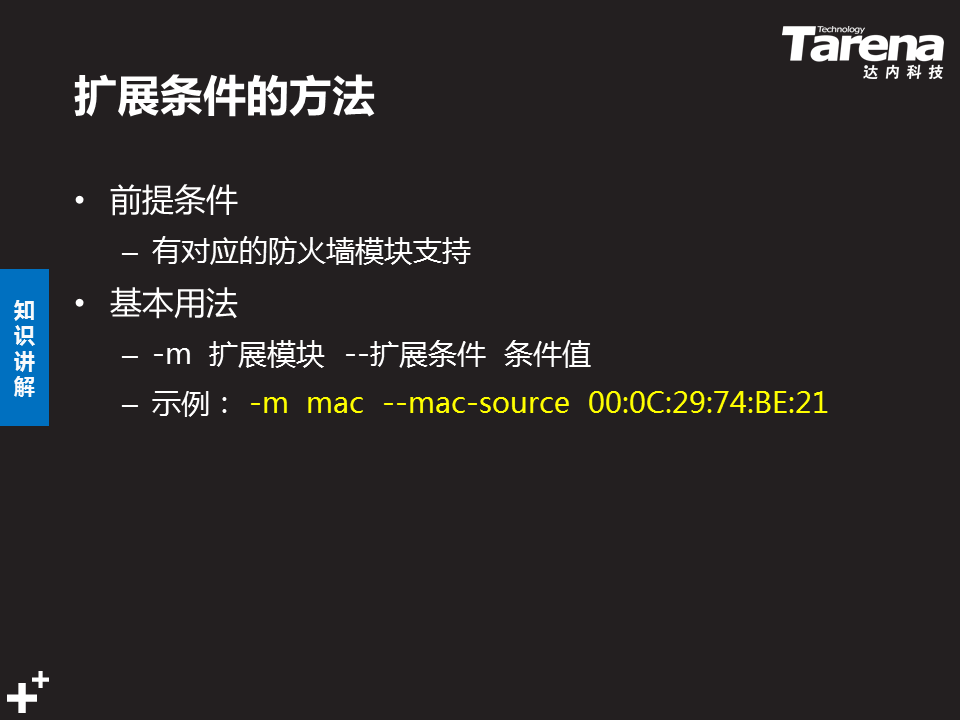 Technology
Tarena
达内科技
扩展条件的方法
• 前提条件
– 有对应的防火墙模块支持
• 基本用法
– -m 扩展模块 --扩展条件 条件值
– 示例： -m mac --mac-source 00:0C:29:74:BE:21
知识讲解